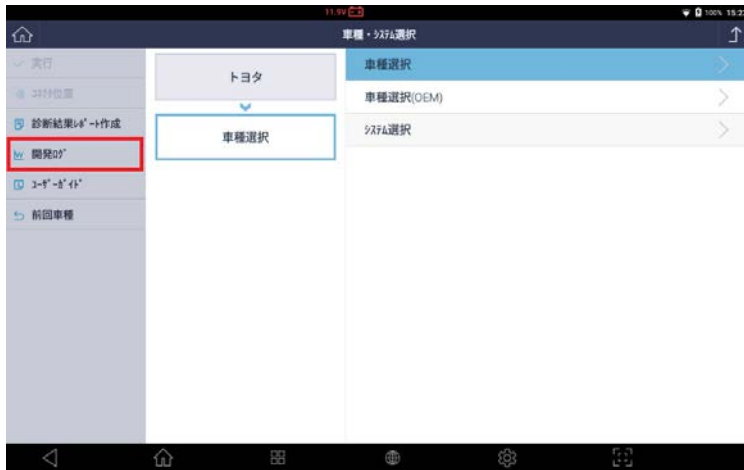 11.9V
100% 15:2
車種・ｼｽﾃﾑ選択
実行
ｺﾈｸﾀ位置
診断結果ﾚﾎﾟｰﾄ作成
開発ﾛｸﾞ
ﾕｰｻﾞｰｶﾞｲﾄﾞ
前回車種
トヨタ
車種選択
車種選択
車種選択(OEM)
ｼｽﾃﾑ選択